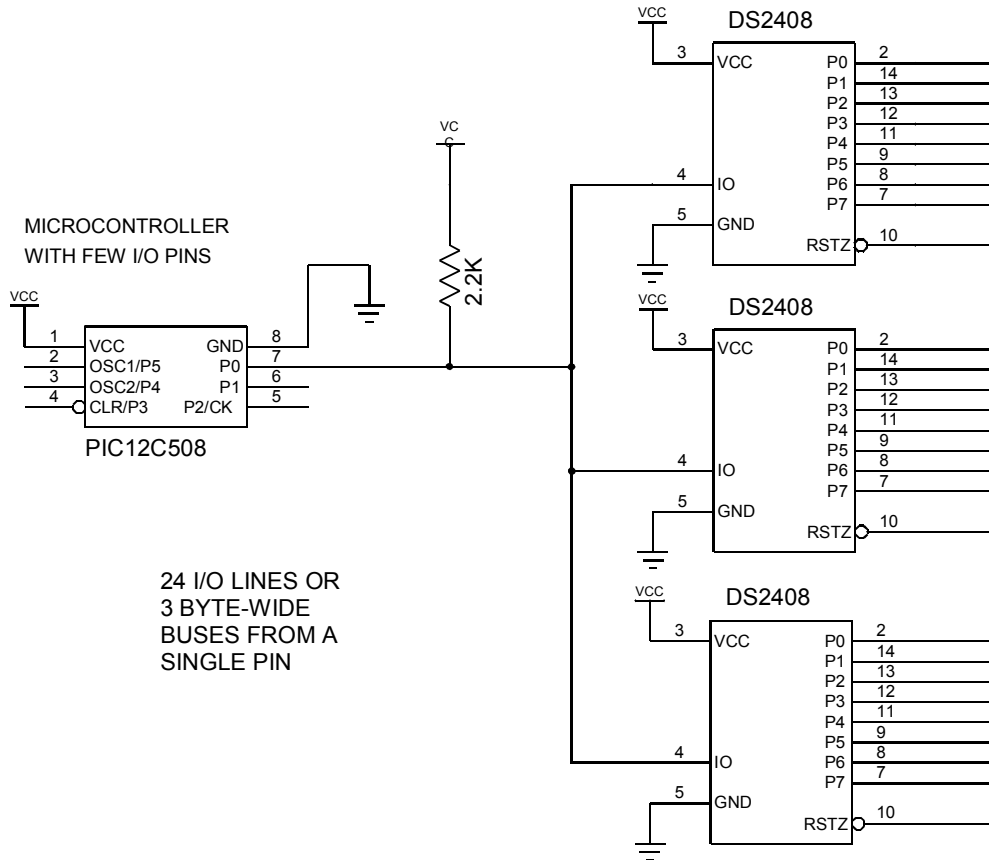 VCC
DS2408
3 VCC P0 2
P1 14
P2 13
P3 12
P4 11
P5 9
4 IO P6 8
P7 7
5 GND
RSTZ 10
VC
C
2.2K
MICROCONTROLLER
WITH FEW I/O PINS
VCC
1 VCC GND 8
2 OSC1/P5 P0 7
3 OSC2/P4 P1 6
4 CLR/P3 P2/CK 5
PIC12C508
VCC
DS2408
3 VCC P0 2
P1 14
P2 13
P3 12
P4 11
P5 9
4 IO P6 8
P7 7
5 GND
RSTZ 10
24 I/O LINES OR
3 BYTE-WIDE
BUSES FROM A
SINGLE PIN
VCC
DS2408
3 VCC P0 2
P1 14
P2 13
P3 12
P4 11
P5 9
4 IO P6 8
P7 7
5 GND
RSTZ 10